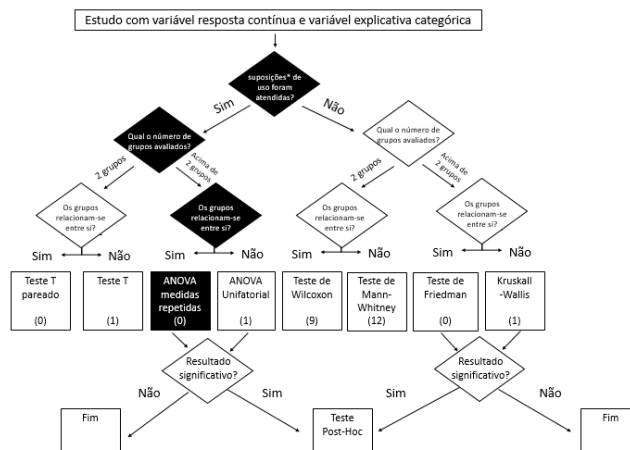 Estudo com variável resposta contínua e variável explicativa categórica
suposições* de
uso foram
atendidas?
Sim
Não
Qual o número de
grupos avaliados?
Qual o número de
grupos avaliados?
2 grupos
Acima de
2 grupos
2 grupos
Acima de
2 grupos
Os grupos
relacionam-se
entre si?
Os grupos
relacionam-se
entre si?
Os grupos
relacionam-se
entre si?
Os grupos
relacionam-se
entre si?
Sim
Não
Sim
Não
Sim
Não
Sim
Não
Teste T
pareado
(0)
Teste T
(1)
ANOVA
medidas
repetidas
(0)
ANOVA
Unifatorial
(1)
Teste de
Wilcoxon
(9)
Teste de
Mann-
Whitney
(12)
Teste de
Friedman
(0)
Kruskall
-Wallis
(1)
Resultado
significativo?
Resultado
significativo?
Não
Sim
Sim
Não
Fim
Teste
Post-Hoc
Fim